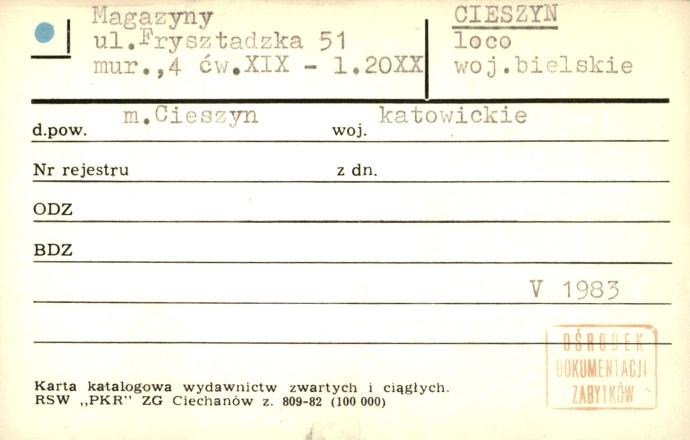 Magazyny
ul.Frysztadzka 51
mur.,4 ćw.XIX - 1.20XX
CIESZYN
loco
woj.bielskie
d.pow. m.Cieszyn woj. katowickie
Nr rejestru z dn.
ODZ
BDZ
V 1983
OŚRODEK
DOKUMENTACJI
ZABYTKÓW
Karta katalogowa wydawnictw zwartych i ciągłych.
RSW „PKR" ZG Ciechanów z. 809-82 (100 000)